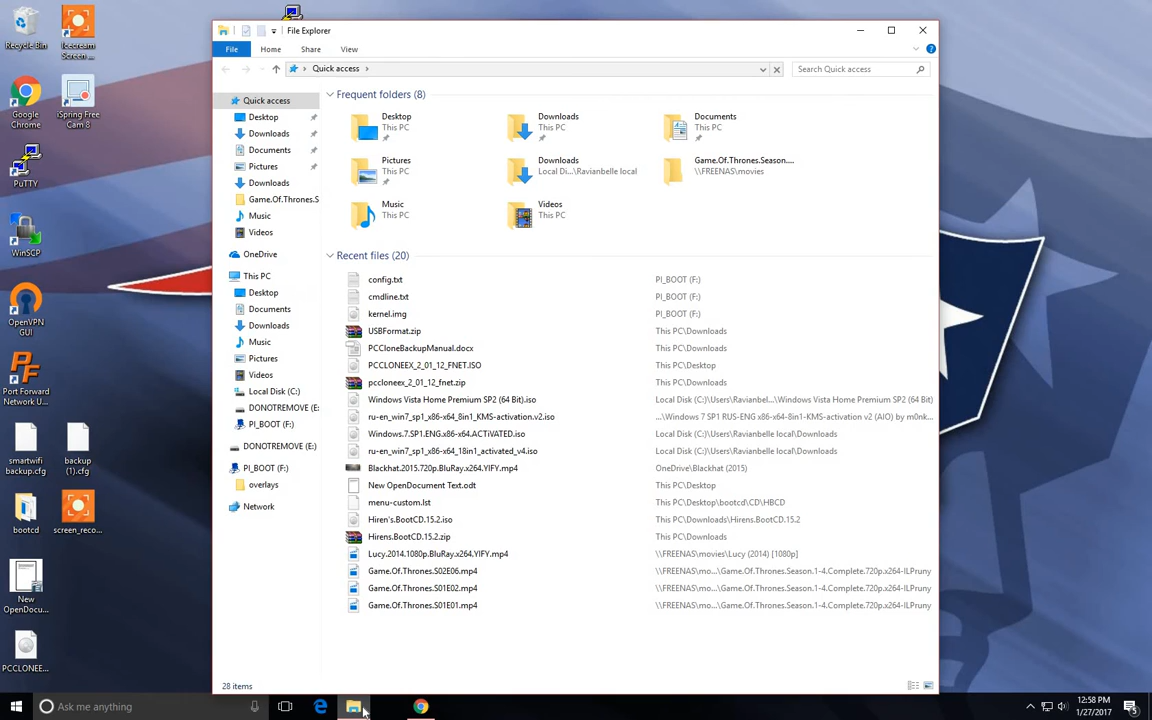 File Explorer
File
Home
Share
View
Quick access
Search Quick access
Quick access
Desktop
Downloads
Documents
Pictures
Downloads
Game.Of.Thrones.S
Music
Videos
OneDrive
This PC
Desktop
Documents
Downloads
Music
Pictures
Videos
Local Disk (C:)
DONOTREMOVE (E:
PI_BOOT (F:)
DONOTREMOVE (E:)
PI_BOOT (F:)
overlays
Network
Frequent folders (8)
Desktop
This PC
Downloads
This PC
Documents
This PC
Pictures
This PC
Downloads
Local Di...\Ravianbelle local
Game.Of.Thrones.Season....
\\FREENAS\movies
Music
This PC
Videos
This PC
Recent files (20)
config.txt PI_BOOT (F:)
cmdline.txt PI_BOOT (F:)
kernel.img PI_BOOT (F:)
USBFormat.zip This PC\Downloads
PCCloneBackupManual.docx This PC\Downloads
PCCLONEEX_2_01_12_FNET.ISO This PC\Desktop
pccloneex_2_01_12_fnet.zip This PC\Downloads
Windows Vista Home Premium SP2 (64 Bit).iso Local Disk (C:)\Users\Ravianbel...\Windows Vista Home Premium SP2 (64 Bit)
ru-en_win7_sp1_x86-x64_8in1_KMS-activation.v2.iso ...\Windows 7 SP1 RUS-ENG x86-x64-8in1-KMS-activation v2 (AIO) by m0nk...
Windows.7.SP1.ENG.x86-x64.ACTiVATED.iso Local Disk (C:)\Users\Ravianbelle local\Downloads
ru-en_win7_sp1_x86-x64_18in1_activated_v4.iso Local Disk (C:)\Users\Ravianbelle local\Downloads
Blackhat.2015.720p.BluRay.x264.YIFY.mp4 OneDrive\Blackhat (2015)
New OpenDocument Text.odt This PC\Desktop
menu-custom.lst This PC\Desktop\bootcd\CD\HBCD
Hiren's.BootCD.15.2.iso This PC\Downloads\Hirens.BootCD.15.2
Hirens.BootCD.15.2.zip This PC\Downloads
Lucy.2014.1080p.BluRay.x264.YIFY.mp4 \\FREENAS\movies\Lucy (2014) [1080p]
Game.Of.Thrones.S02E06.mp4 \\FREENAS\mo...\Game.Of.Thrones.Season.1-4.Complete.720p.x264-ILPruny
Game.Of.Thrones.S01E02.mp4 \\FREENAS\mo...\Game.Of.Thrones.Season.1-4.Complete.720p.x264-ILPruny
Game.Of.Thrones.S01E01.mp4 \\FREENAS\mo...\Game.Of.Thrones.Season.1-4.Complete.720p.x264-ILPruny
28 items
Recycle Bin
Icecream
Screen ...
Google
Chrome
iSpring Free
Cam 8
PuTTY
WinSCP
OpenVPN
GUI
Port Forward
Network U...
smartwifi
backup.cfg
backup
(1).cfg
bootcd
screen_reco...
New
OpenDocu...
PCCLONEE...
Ask me anything
12:58 PM
1/27/2017
5